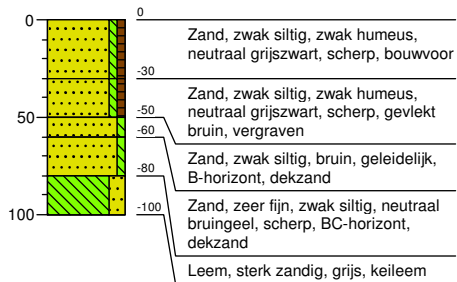 0
0
Zand, zwak siltig, zwak humeus,
neutraal grijszwart, scherp, bouwvoor
-30
Zand, zwak siltig, zwak humeus,
neutraal grijszwart, scherp, gevlekt
bruin, vergraven
50
-50
-60
Zand, zwak siltig, bruin, geleidelijk,
B-horizont, dekzand
-80
Zand, zeer fijn, zwak siltig, neutraal
bruingeel, scherp, BC-horizont,
dekzand
100
-100
Leem, sterk zandig, grijs, keileem